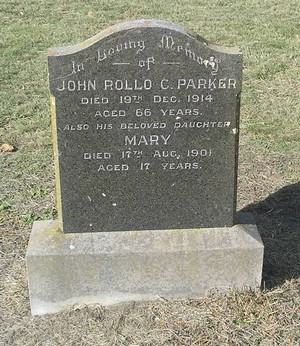 In Loving Memory
of
JOHN ROLLO C. PARKER
DIED 19TH DEC. 1914
AGED 66 YEARS.
ALSO HIS BELOVED DAUGHTER
MARY
DIED 17TH AUG. 1901
AGED 17 YEARS.